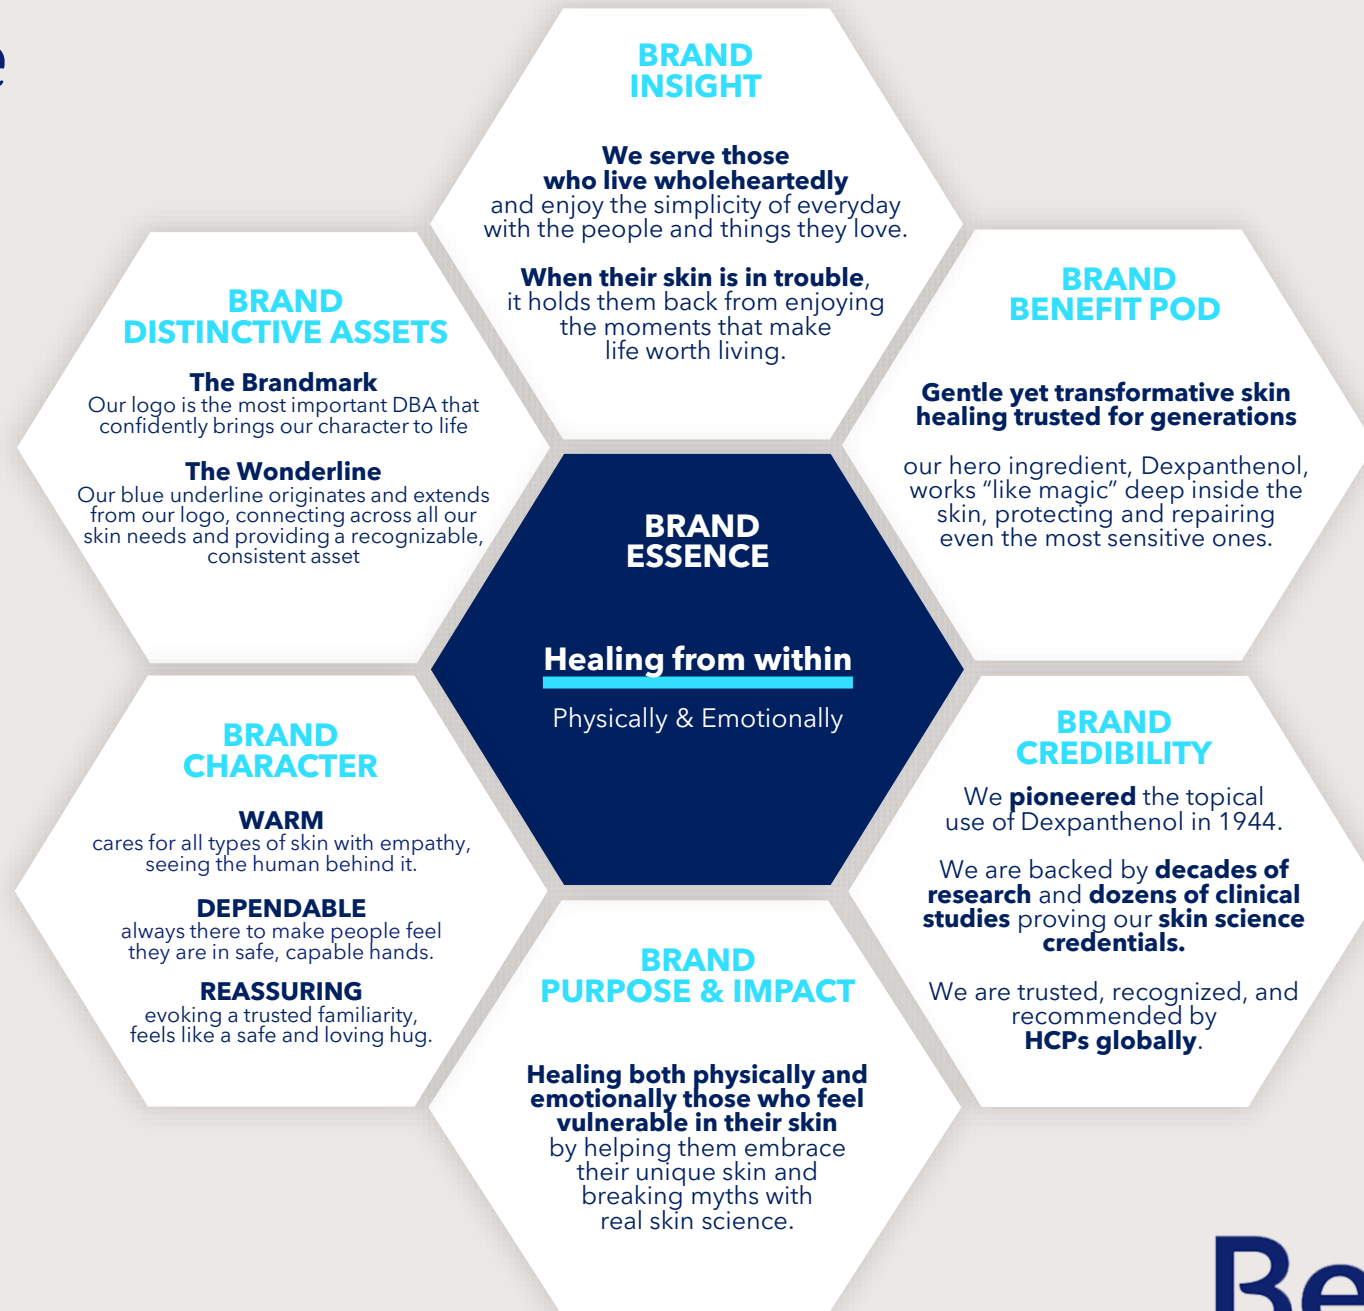 e
BRAND
INSIGHT
We serve those
who live wholeheartedly
and enjoy the simplicity of everyday
with the people and things they love.
When their skin is in trouble,
it holds them back from enjoying
the moments that make
life worth living.
BRAND
DISTINCTIVE ASSETS
The Brandmark
Our logo is the most important DBA that
confidently brings our character to life
The Wonderline
Our blue underline originates and extends
from our logo, connecting across all our
skin needs and providing a recognizable,
consistent asset
BRAND
BENEFIT POD
Gentle yet transformative skin
healing trusted for generations
our hero ingredient, Dexpanthenol,
works “like magic” deep inside the
skin, protecting and repairing
even the most sensitive ones.
BRAND
ESSENCE
Healing from within
Physically & Emotionally
BRAND
CHARACTER
WARM
cares for all types of skin with empathy,
seeing the human behind it.
DEPENDABLE
always there to make people feel
they are in safe, capable hands.
REASSURING
evoking a trusted familiarity,
feels like a safe and loving hug.
BRAND
CREDIBILITY
We pioneered the topical
use of Dexpanthenol in 1944.
We are backed by decades of
research and dozens of clinical
studies proving our skin science
credentials.
We are trusted, recognized, and
recommended by
HCPs globally.
BRAND
PURPOSE & IMPACT
Healing both physically and
emotionally those who feel
vulnerable in their skin
by helping them embrace
their unique skin and
breaking myths with
real skin science.
Be